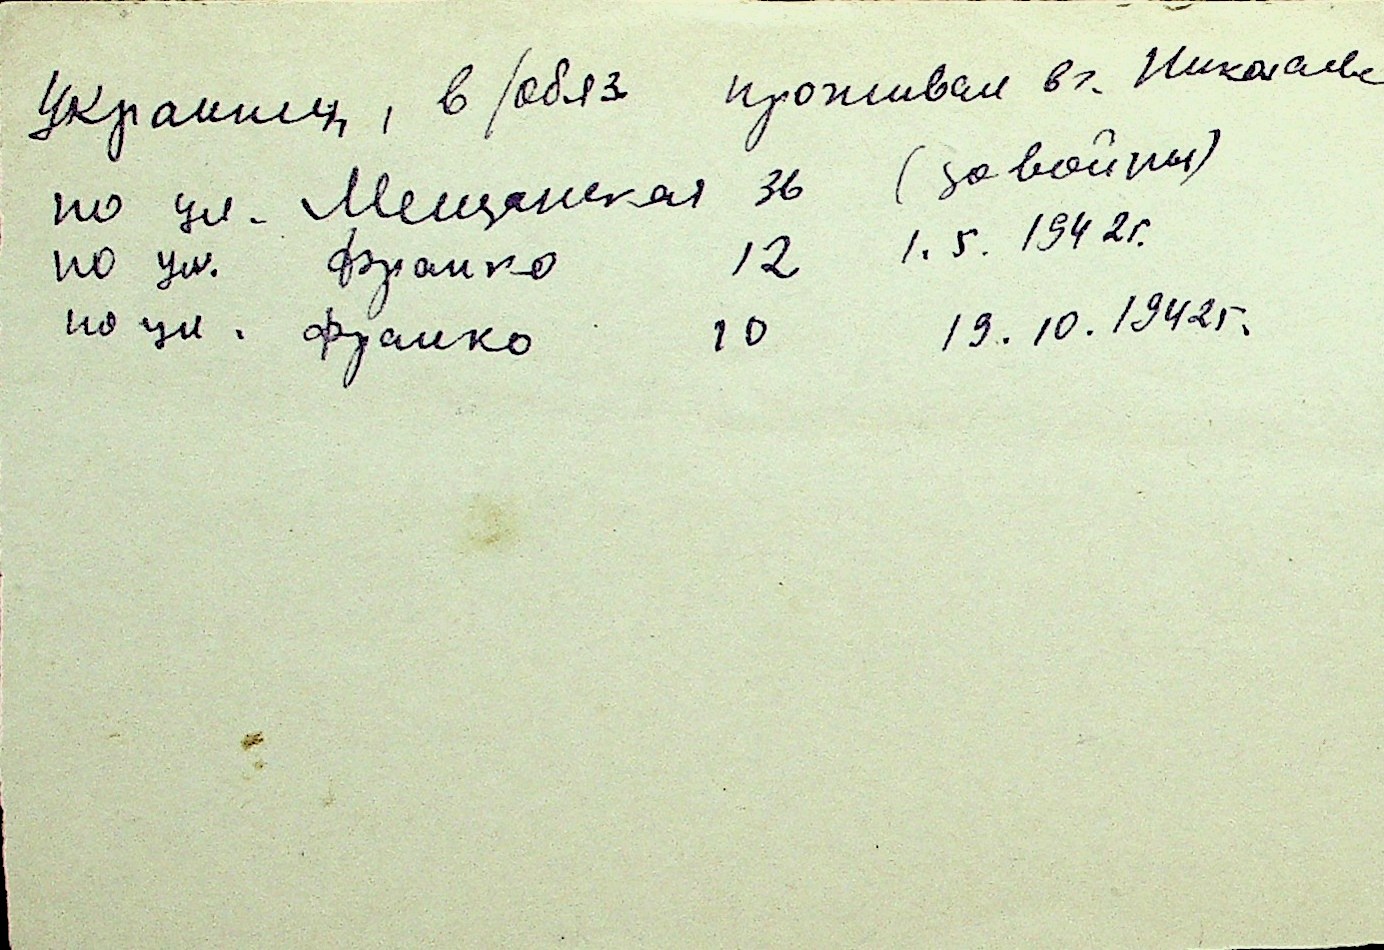 Украинец, в/обяз проживал в г. Николаеве
по ул. Мещанская 36 (до войны)
по ул. Франко 12 1.5.1942г.
по ул. Франко 10 19.10.1942г.